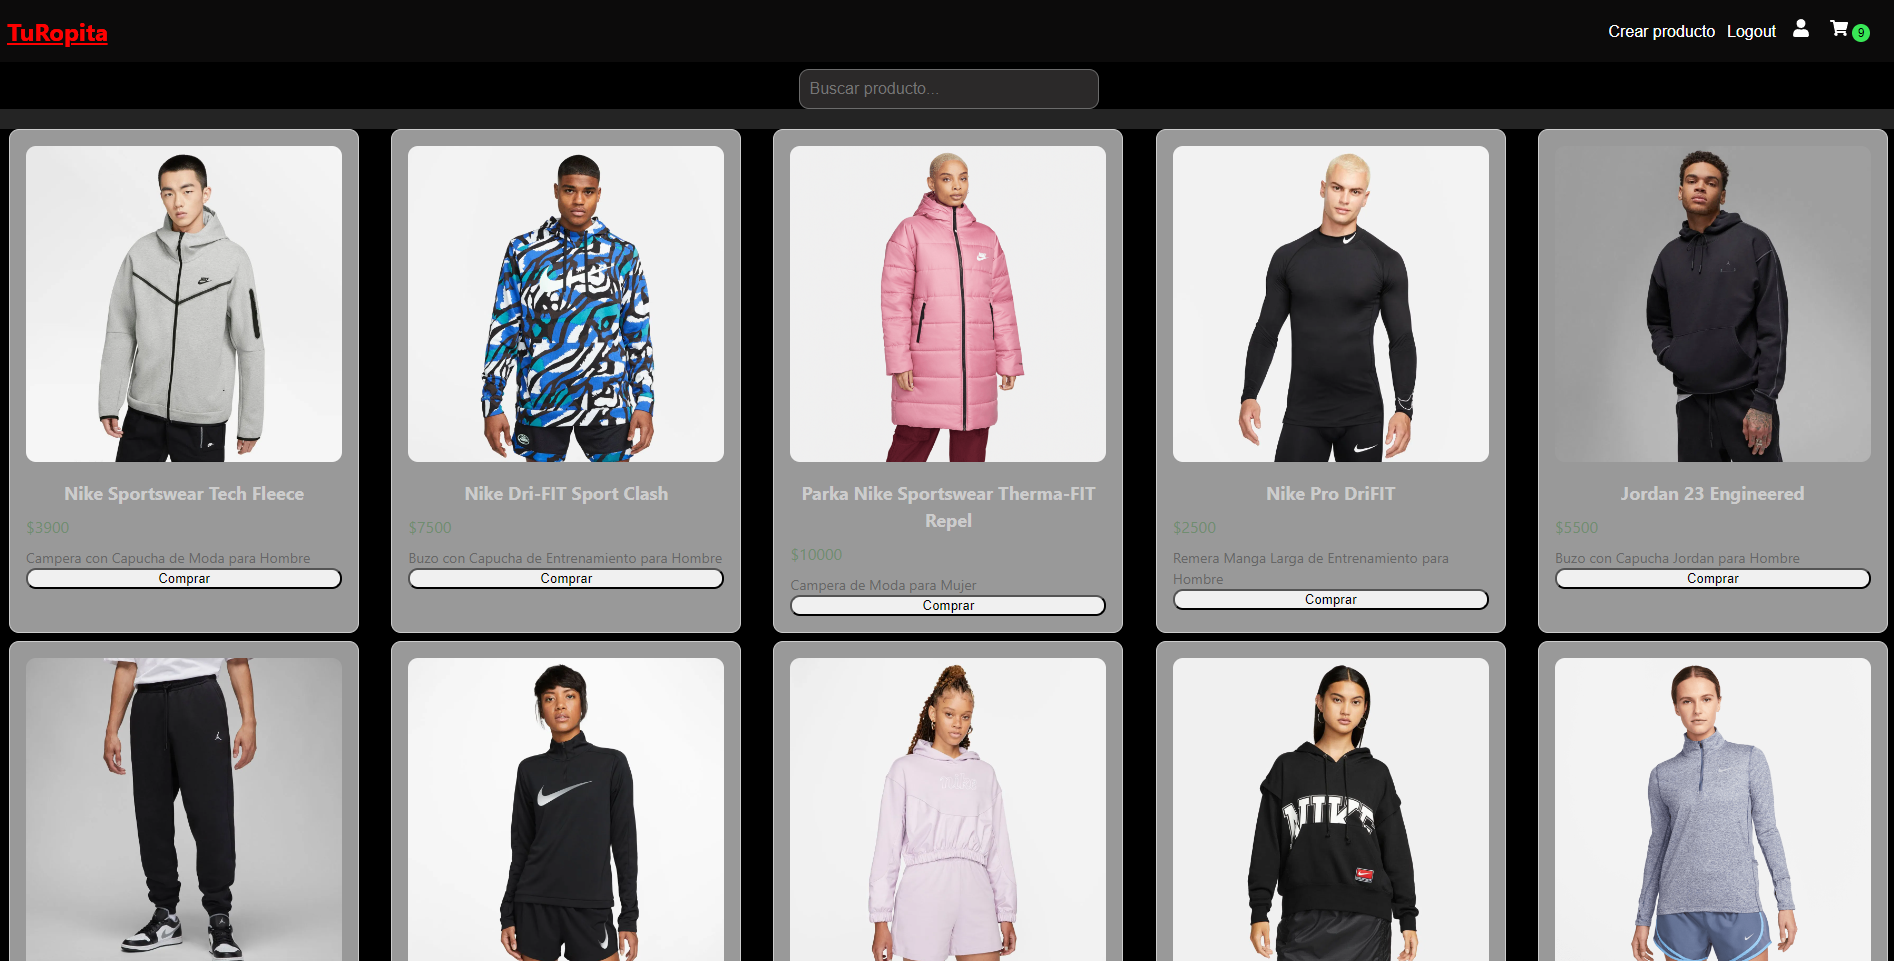 TuRopita
Crear producto Logout 9
Buscar producto...
Nike Sportswear Tech Fleece
$3900
Campera con Capucha de Moda para Hombre
Comprar
Nike Dri-FIT Sport Clash
$7500
Buzo con Capucha de Entrenamiento para Hombre
Comprar
Parka Nike Sportswear Therma-FIT
Repel
$10000
Campera de Moda para Mujer
Comprar
Nike Pro DriFIT
$2500
Remera Manga Larga de Entrenamiento para
Hombre
Comprar
Jordan 23 Engineered
$5500
Buzo con Capucha Jordan para Hombre
Comprar
NIKE